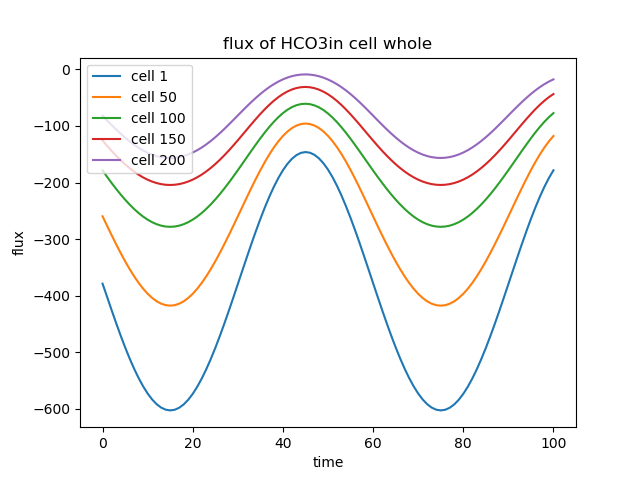 flux of HCO3in cell whole
cell 1
cell 50
cell 100
cell 150
cell 200
0
−100
−200
−300
−400
−500
−600
flux
0 20 40 60 80 100
time